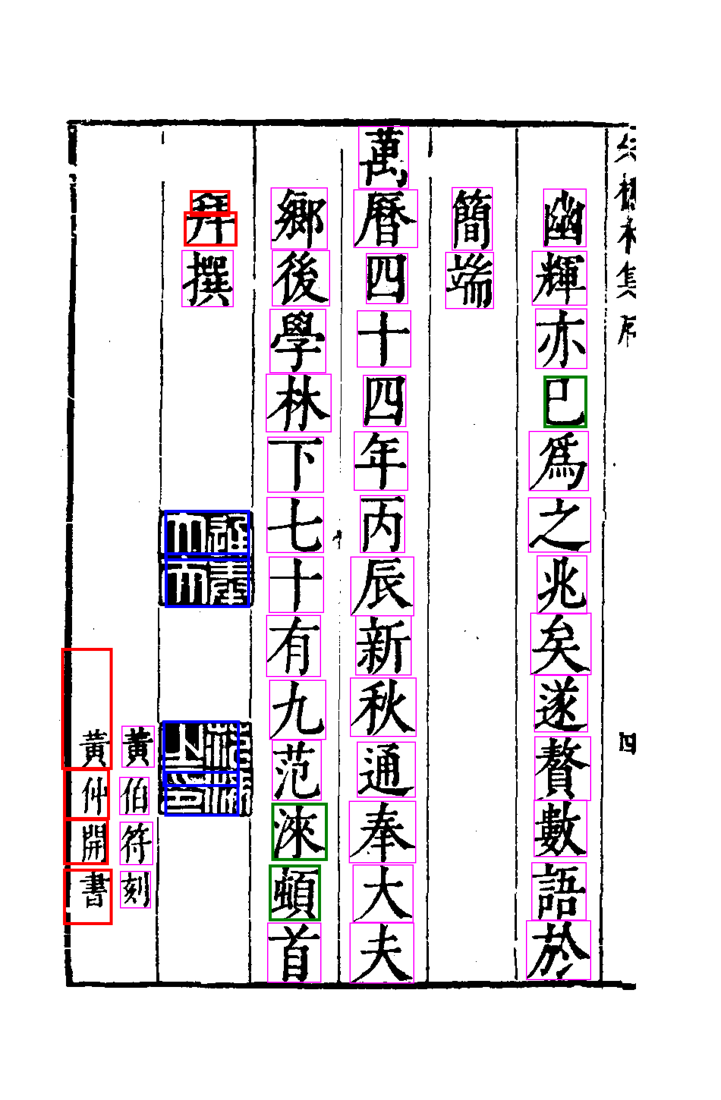 幽輝亦已爲之兆矣遂贅數語於
簡端
萬曆四十四年丙辰新秋通奉大夫
鄉後學林下七十有九范淶頓首
拜撰
黃伯符刻
黃仲開書